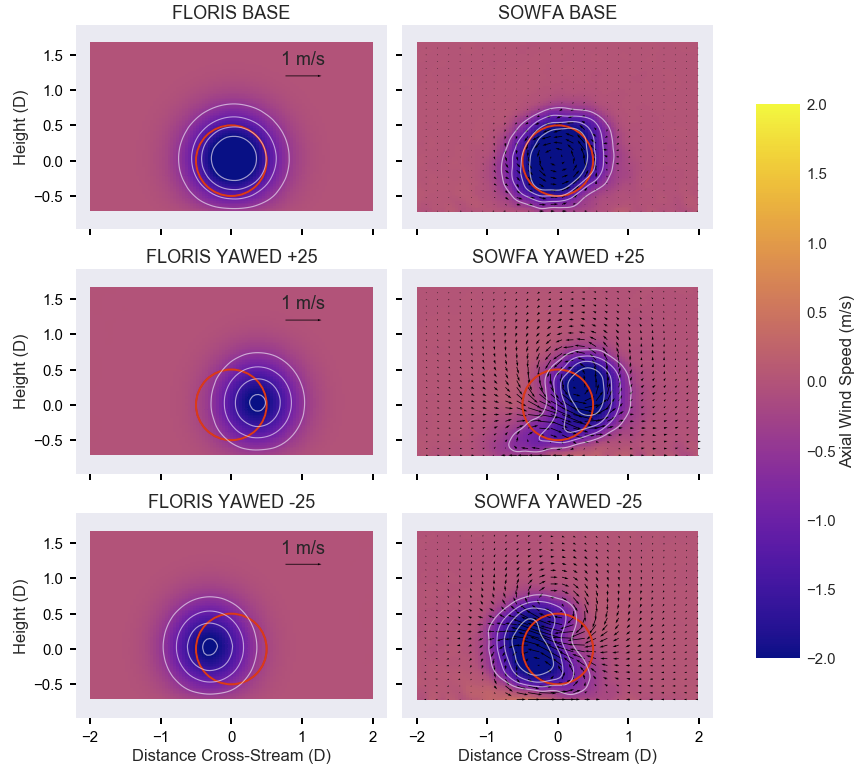 FLORIS BASE
SOWFA BASE
1 m/s
Height (D)
1.5
1.0
0.5
0.0
−0.5
FLORIS YAWED +25
SOWFA YAWED +25
1 m/s
Height (D)
1.5
1.0
0.5
0.0
−0.5
FLORIS YAWED -25
SOWFA YAWED -25
1 m/s
Height (D)
1.5
1.0
0.5
0.0
−0.5
−2 −1 0 1 2
−2 −1 0 1 2
Distance Cross-Stream (D)
Distance Cross-Stream (D)
2.0
1.5
1.0
0.5
0.0
−0.5
−1.0
−1.5
−2.0
Axial Wind Speed (m/s)